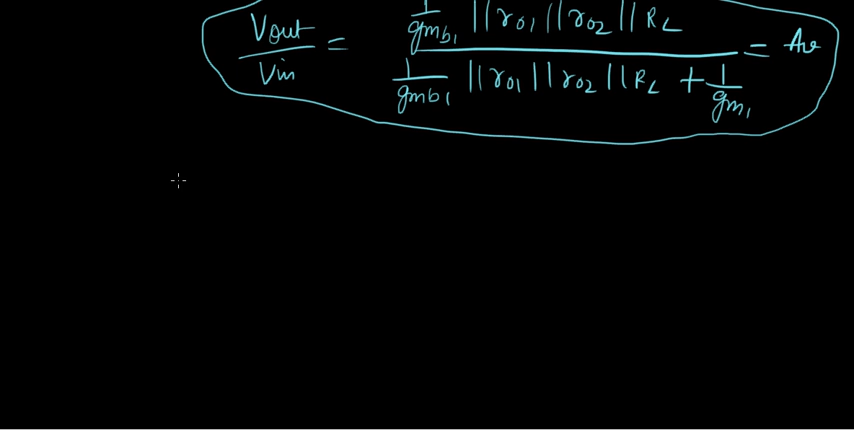 Vout/Vin = (1/gmb1 || ro1 || ro2 || RL) / (1/gmb1 || ro1 || ro2 || RL + 1/gm1) = Av